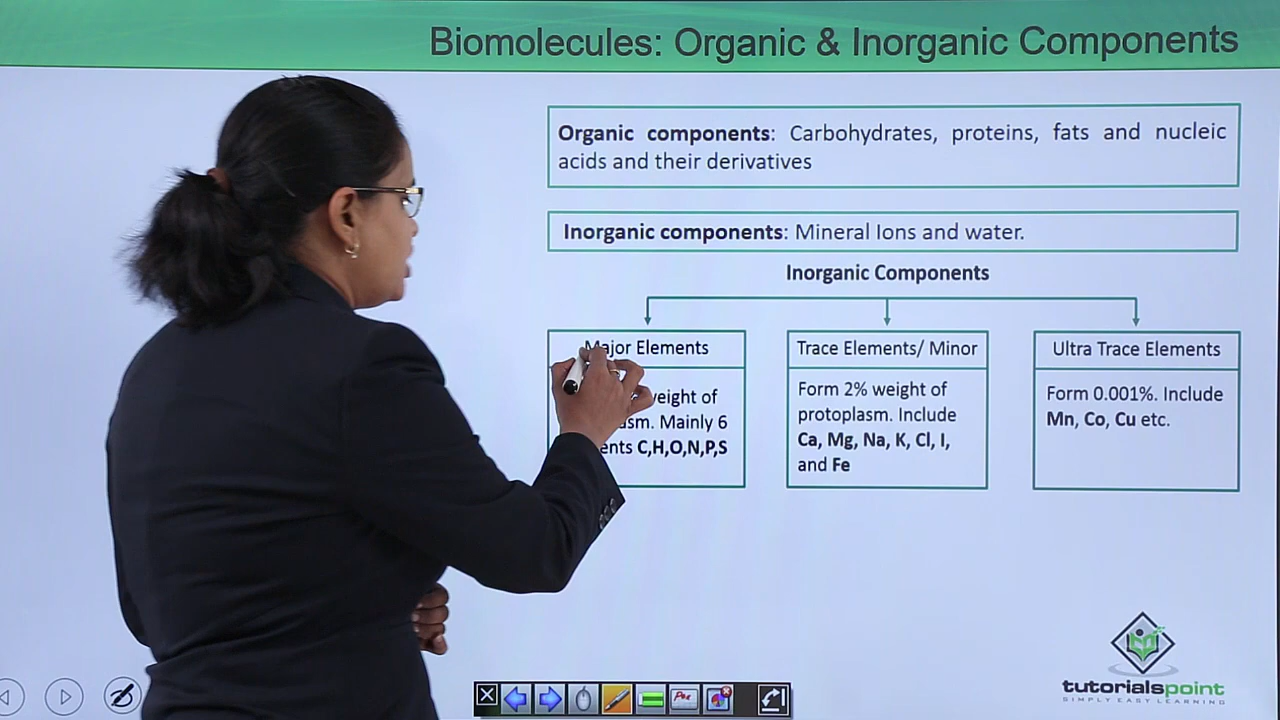 Biomolecules: Organic & Inorganic Components
Organic components: Carbohydrates, proteins, fats and nucleic
acids and their derivatives
Inorganic components: Mineral Ions and water.
Inorganic Components
Major Elements
weight of
Mainly 6
C,H,O,N,P,S
Trace Elements/ Minor
Form 2% weight of
protoplasm. Include
Ca, Mg, Na, K, Cl, I,
and Fe
Ultra Trace Elements
Form 0.001%. Include
Mn, Co, Cu etc.
tutorialspoint
SIMPLY EASY LEARNING